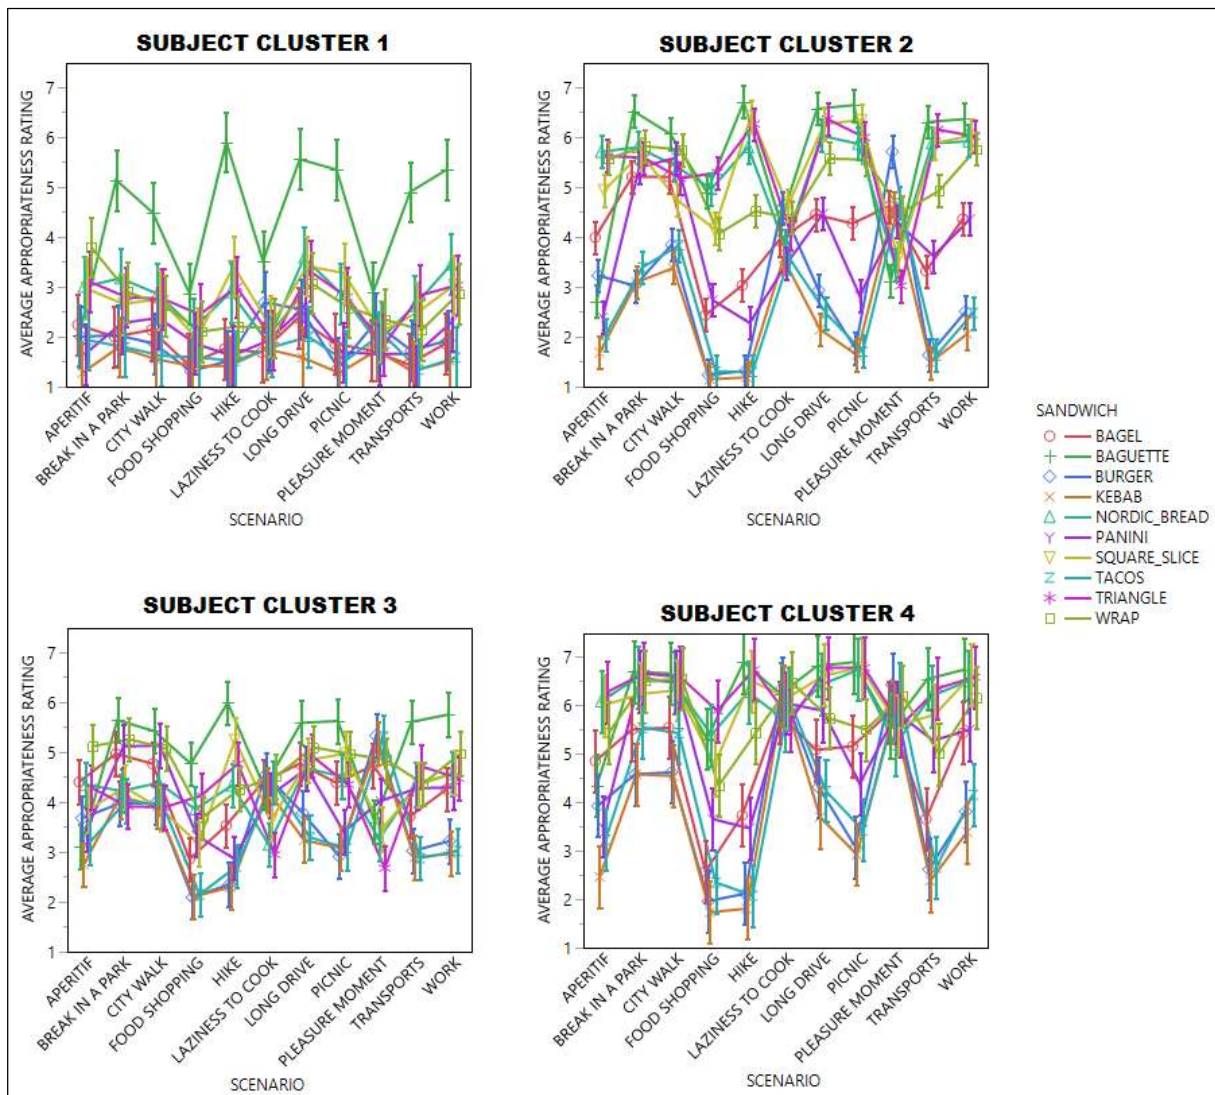 SUBJECT CLUSTER 1
AVERAGE APPROPRIATENESS RATING
7
6
5
4
3
2
1
APERITIF
BREAK IN A PARK
CITY WALK
FOOD SHOPPING
HIKE
LAZINESS TO COOK
LONG DRIVE
PICNIC
PLEASURE MOMENT
TRANSPORTS
WORK
SCENARIO
SUBJECT CLUSTER 2
AVERAGE APPROPRIATENESS RATING
7
6
5
4
3
2
1
APERITIF
BREAK IN A PARK
CITY WALK
FOOD SHOPPING
HIKE
LAZINESS TO COOK
LONG DRIVE
PICNIC
PLEASURE MOMENT
TRANSPORTS
WORK
SCENARIO
SANDWICH
BAGEL
BAGUETTE
BURGER
KEBAB
NORDIC_BREAD
PANINI
SQUARE_SLICE
TACOS
TRIANGLE
WRAP
SUBJECT CLUSTER 3
AVERAGE APPROPRIATENESS RATING
7
6
5
4
3
2
1
APERITIF
BREAK IN A PARK
CITY WALK
FOOD SHOPPING
HIKE
LAZINESS TO COOK
LONG DRIVE
PICNIC
PLEASURE MOMENT
TRANSPORTS
WORK
SCENARIO
SUBJECT CLUSTER 4
AVERAGE APPROPRIATENESS RATING
7
6
5
4
3
2
1
APERITIF
BREAK IN A PARK
CITY WALK
FOOD SHOPPING
HIKE
LAZINESS TO COOK
LONG DRIVE
PICNIC
PLEASURE MOMENT
TRANSPORTS
WORK
SCENARIO